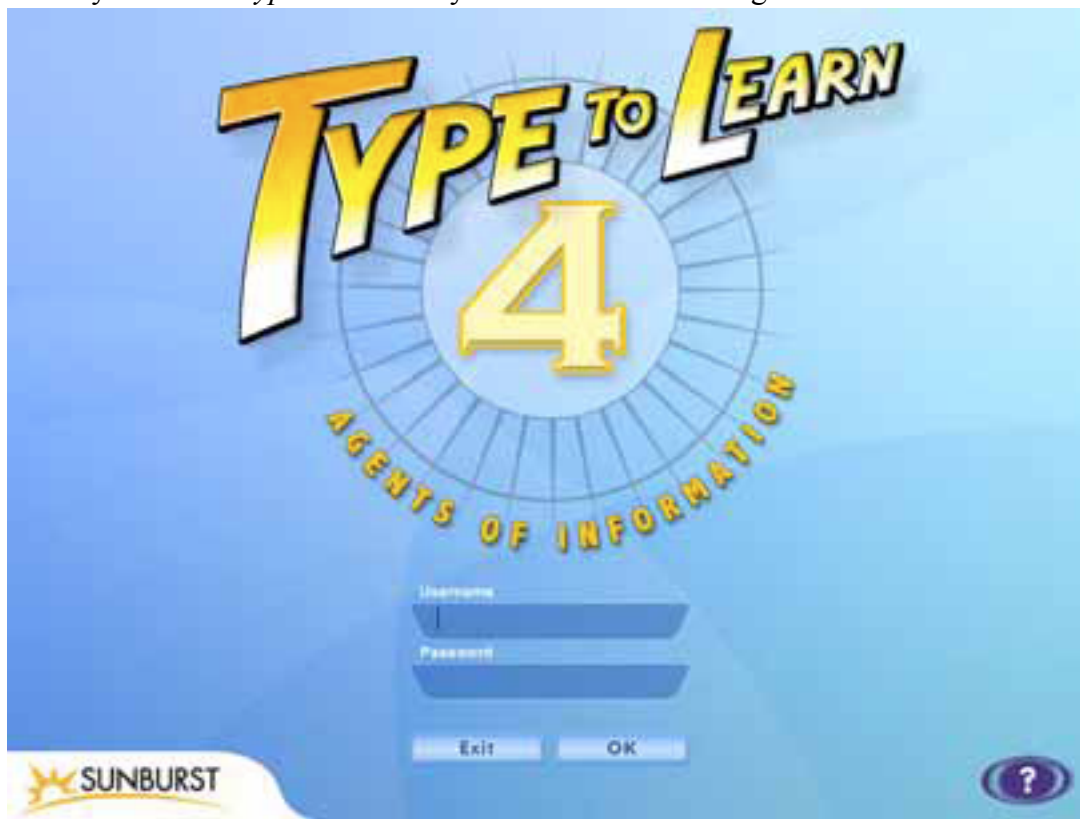 TYPE TO LEARN
4
AGENTS OF INFORMATION
Username
Password
Exit OK
SUNBURST
?